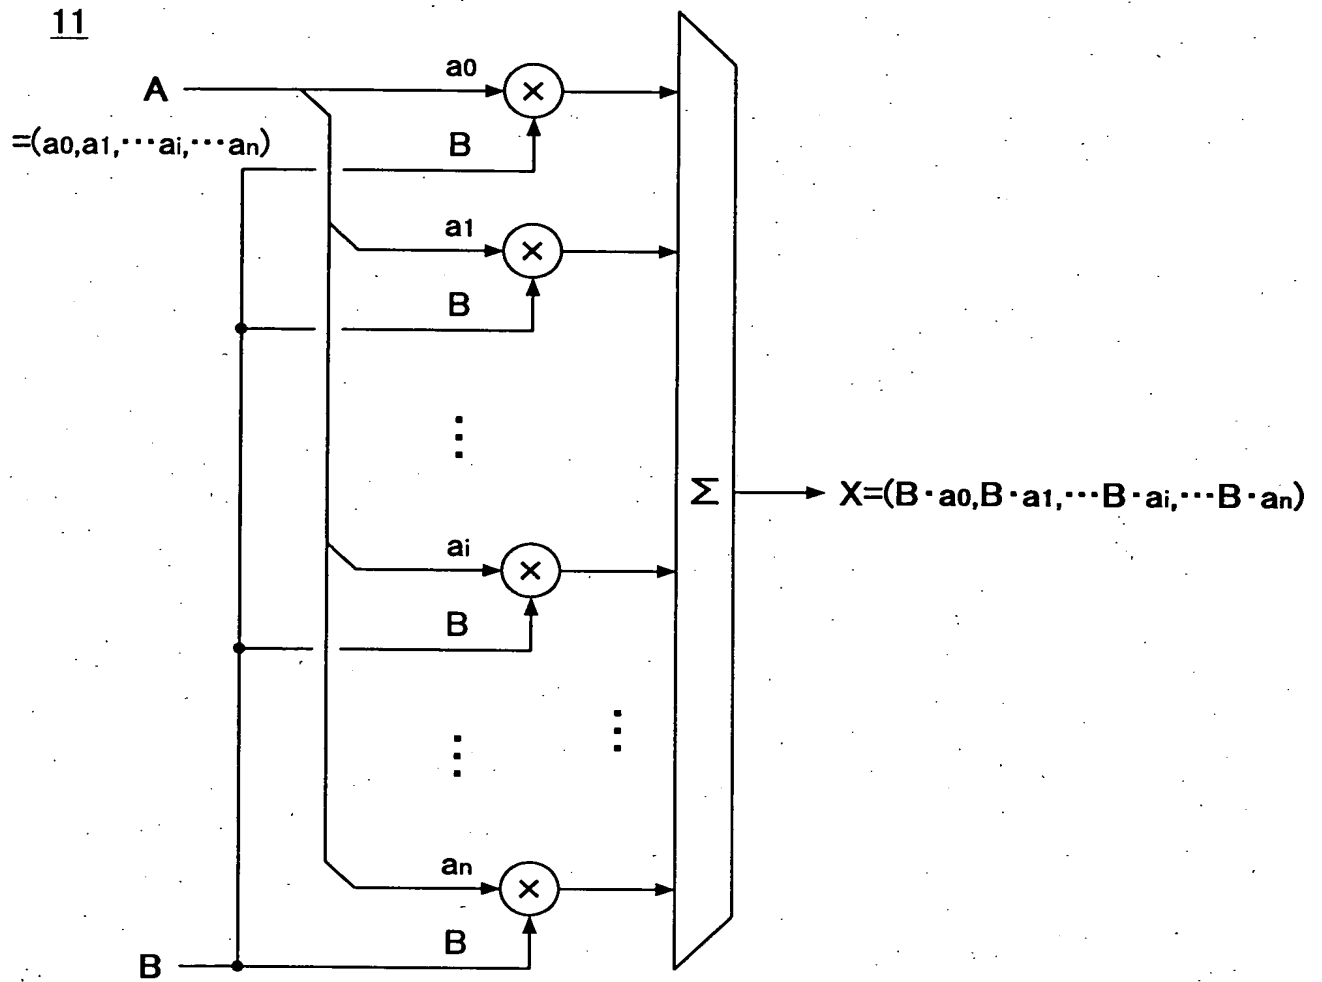 11
A
=(a0,a1,⋯ai,⋯an)
a0
×
B
a1
×
B
⋮
ai
×
B
⋮
⋮
an
×
B
B
Σ
X=(B·a0,B·a1,⋯B·ai,⋯B·an)